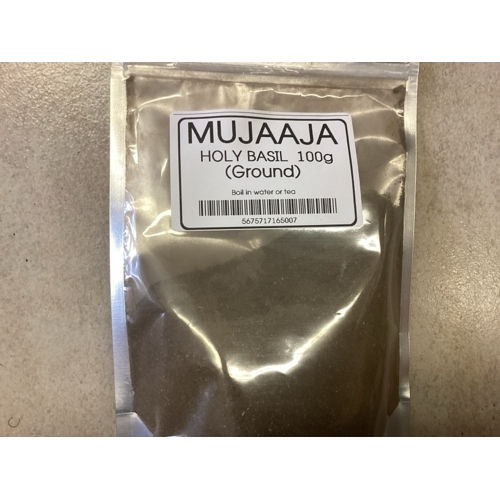 MUJAAJA
HOLY BASIL 100g
(Ground)
Boil in water or tea
5675717165007